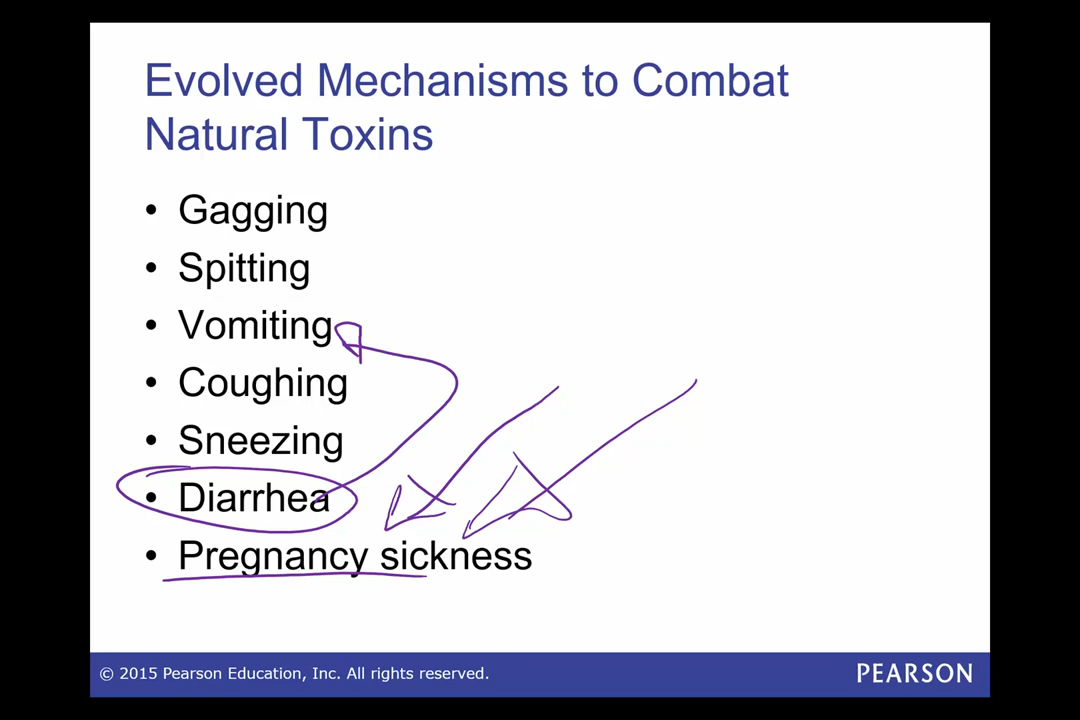 Evolved Mechanisms to Combat
Natural Toxins
• Gagging
• Spitting
• Vomiting
• Coughing
• Sneezing
• Diarrhea
• Pregnancy sickness
© 2015 Pearson Education, Inc. All rights reserved.
PEARSON